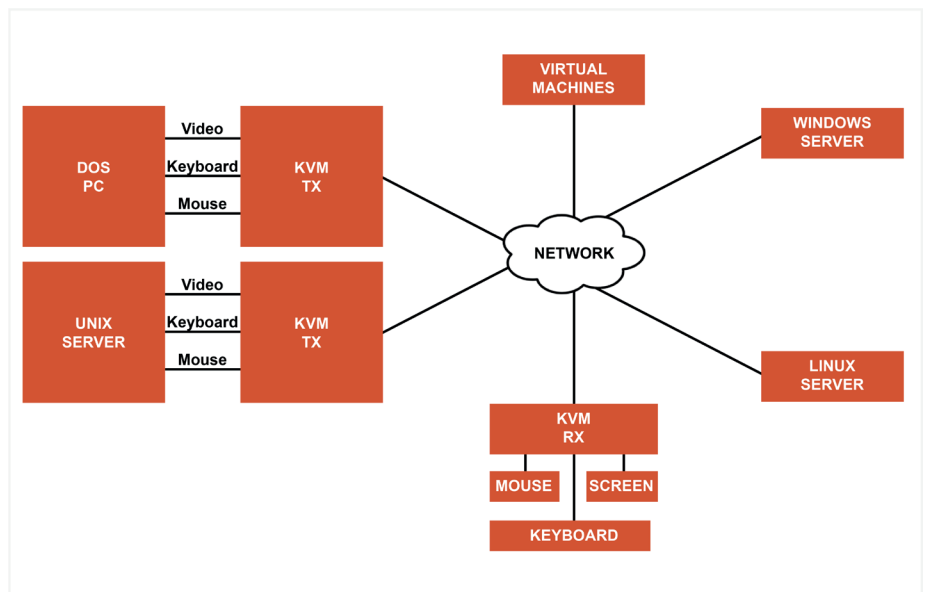 VIRTUAL
MACHINES
WINDOWS
SERVER
DOS
PC
Video
Keyboard
Mouse
KVM
TX
NETWORK
UNIX
SERVER
Video
Keyboard
Mouse
KVM
TX
LINUX
SERVER
KVM
RX
MOUSE
SCREEN
KEYBOARD